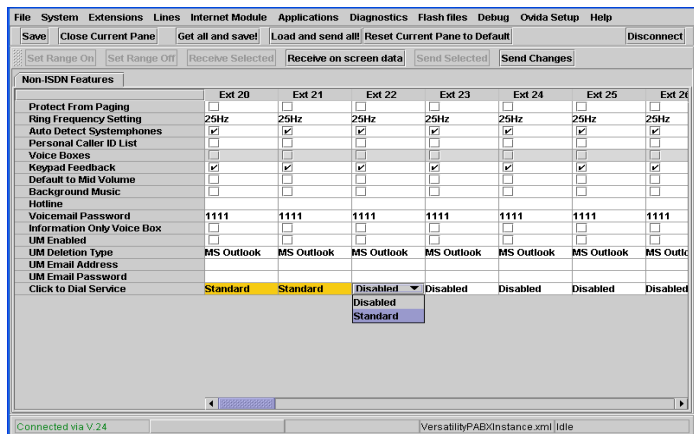 File System Extensions Lines Internet Module Applications Diagnostics Flash files Debug Ovida Setup Help
Save Close Current Pane Get all and save! Load and send all! Reset Current Pane to Default Disconnect
Set Range On Set Range Off Receive Selected Receive on screen data Send Selected Send Changes
Non-ISDN Features
Ext 20 Ext 21 Ext 22 Ext 23 Ext 24 Ext 25 Ext 26
Protect From Paging
Ring Frequency Setting 25Hz 25Hz 25Hz 25Hz 25Hz 25Hz 25Hz
Auto Detect Systemphones
Personal Caller ID List
Voice Boxes
Keypad Feedback
Default to Mid Volume
Background Music
Hotline
Voicemail Password 1111 1111 1111 1111 1111 1111 1111
Information Only Voice Box
UM Enabled
UM Deletion Type MS Outlook MS Outlook MS Outlook MS Outlook MS Outlook MS Outlook MS Outlo
UM Email Address
UM Email Password
Click to Dial Service Standard Standard Disabled Disabled Disabled Disabled Disabled
Disabled
Standard
Connected via V.24 VersatilityPABXInstance.xml Idle